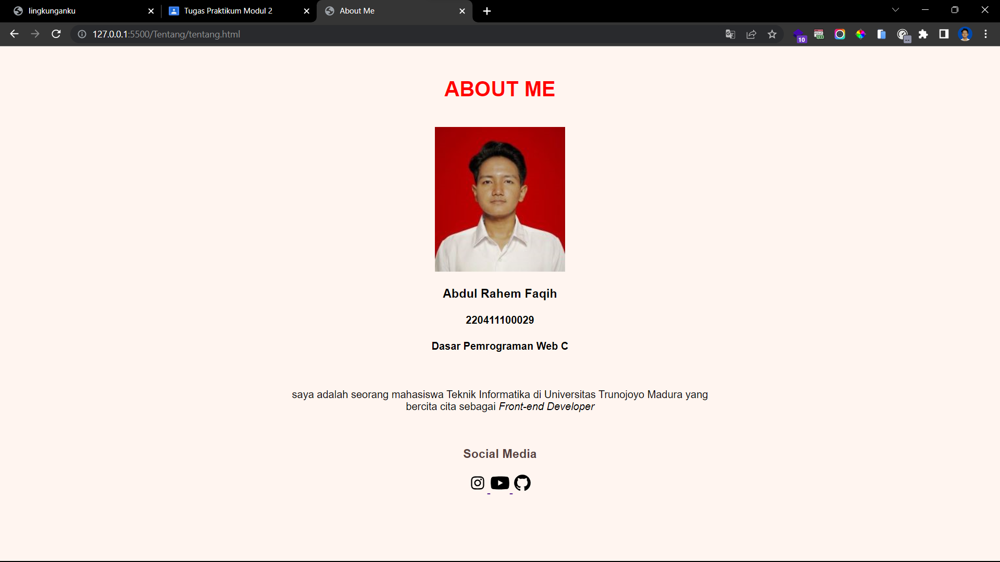 lingkunganku
Tugas Praktikum Modul 2
About Me
127.0.0.1:5500/Tentang/tentang.html
10
ABOUT ME
Abdul Rahem Faqih
220411100029
Dasar Pemrograman Web C
saya adalah seorang mahasiswa Teknik Informatika di Universitas Trunojoyo Madura yang
bercita cita sebagai Front-end Developer
Social Media